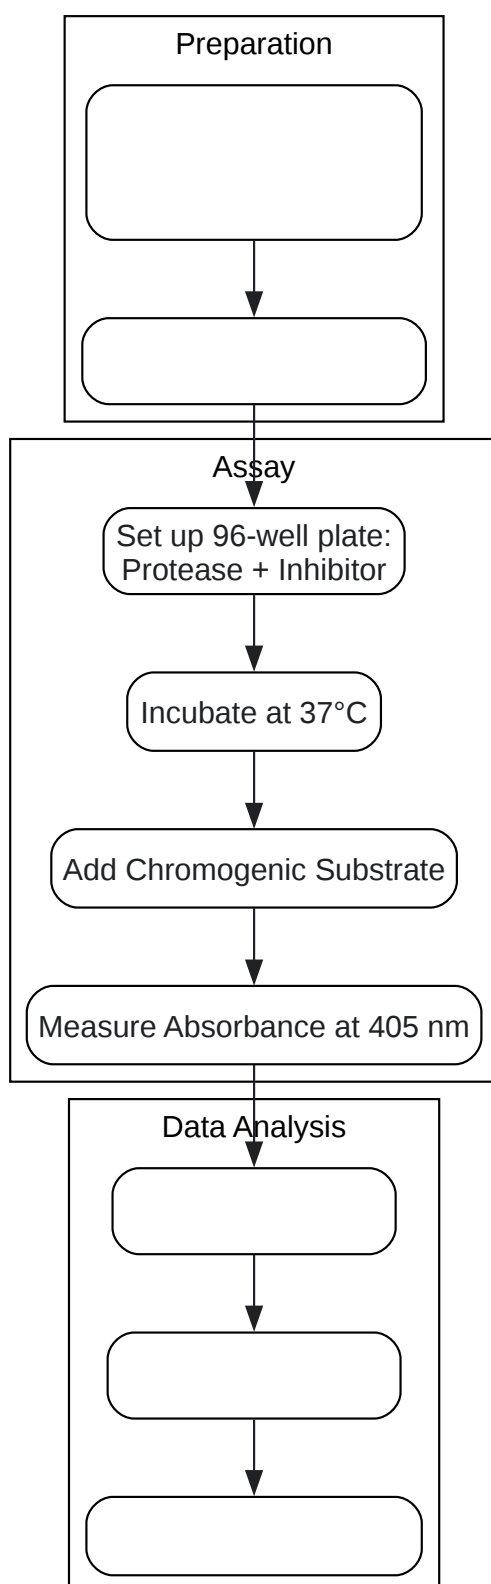 Preparation
Assay
Set up 96-well plate:
Protease + Inhibitor
Incubate at 37°C
Add Chromogenic Substrate
Measure Absorbance at 405 nm
Data Analysis